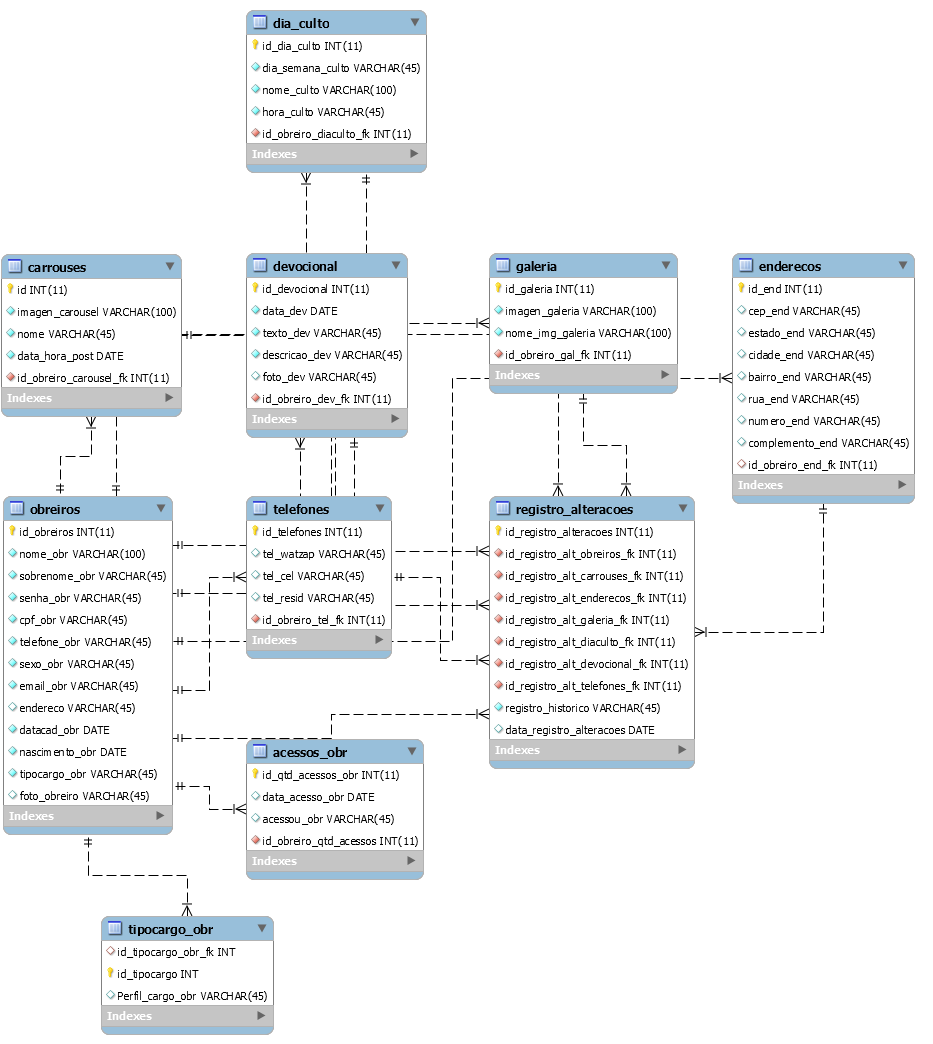 dia_culto
id_dia_culto INT(11)
dia_semana_culto VARCHAR(45)
nome_culto VARCHAR(100)
hora_culto VARCHAR(45)
id_obreiro_diaculto_fk INT(11)
Indexes
carrouses
id INT(11)
imagen_carousel VARCHAR(100)
nome VARCHAR(45)
data_hora_post DATE
id_obreiro_carousel_fk INT(11)
Indexes
devocional
id_devocional INT(11)
data_dev DATE
texto_dev VARCHAR(45)
descricao_dev VARCHAR(45)
foto_dev VARCHAR(45)
id_obreiro_dev_fk INT(11)
Indexes
galeria
id_galeria INT(11)
imagen_galeria VARCHAR(100)
nome_img_galeria VARCHAR(100)
id_obreiro_gal_fk INT(11)
Indexes
enderecos
id_end INT(11)
cep_end VARCHAR(45)
estado_end VARCHAR(45)
cidade_end VARCHAR(45)
bairro_end VARCHAR(45)
rua_end VARCHAR(45)
numero_end VARCHAR(45)
complemento_end VARCHAR(45)
id_obreiro_end_fk INT(11)
Indexes
obreiros
id_obreiros INT(11)
nome_obr VARCHAR(100)
sobrenome_obr VARCHAR(45)
senha_obr VARCHAR(45)
cpf_obr VARCHAR(45)
telefone_obr VARCHAR(45)
sexo_obr VARCHAR(45)
email_obr VARCHAR(45)
endereco VARCHAR(45)
datacad_obr DATE
nascimento_obr DATE
tipocargo_obr VARCHAR(45)
foto_obreiro VARCHAR(45)
Indexes
telefones
id_telefones INT(11)
tel_watzap VARCHAR(45)
tel_cel VARCHAR(45)
tel_resid VARCHAR(45)
id_obreiro_tel_fk INT(11)
Indexes
registro_alteracoes
id_registro_alteracoes INT(11)
id_registro_alt_obreiros_fk INT(11)
id_registro_alt_carrouses_fk INT(11)
id_registro_alt_enderecos_fk INT(11)
id_registro_alt_galeria_fk INT(11)
id_registro_alt_diaculto_fk INT(11)
id_registro_alt_devocional_fk INT(11)
id_registro_alt_telefones_fk INT(11)
registro_historico VARCHAR(45)
data_registro_alteracoes DATE
Indexes
acessos_obr
id_qtd_acessos_obr INT(11)
data_acesso_obr DATE
acessou_obr VARCHAR(45)
id_obreiro_qtd_acessos INT(11)
Indexes
tipocargo_obr
id_tipocargo_obr_fk INT
id_tipocargo INT
Perfil_cargo_obr VARCHAR(45)
Indexes